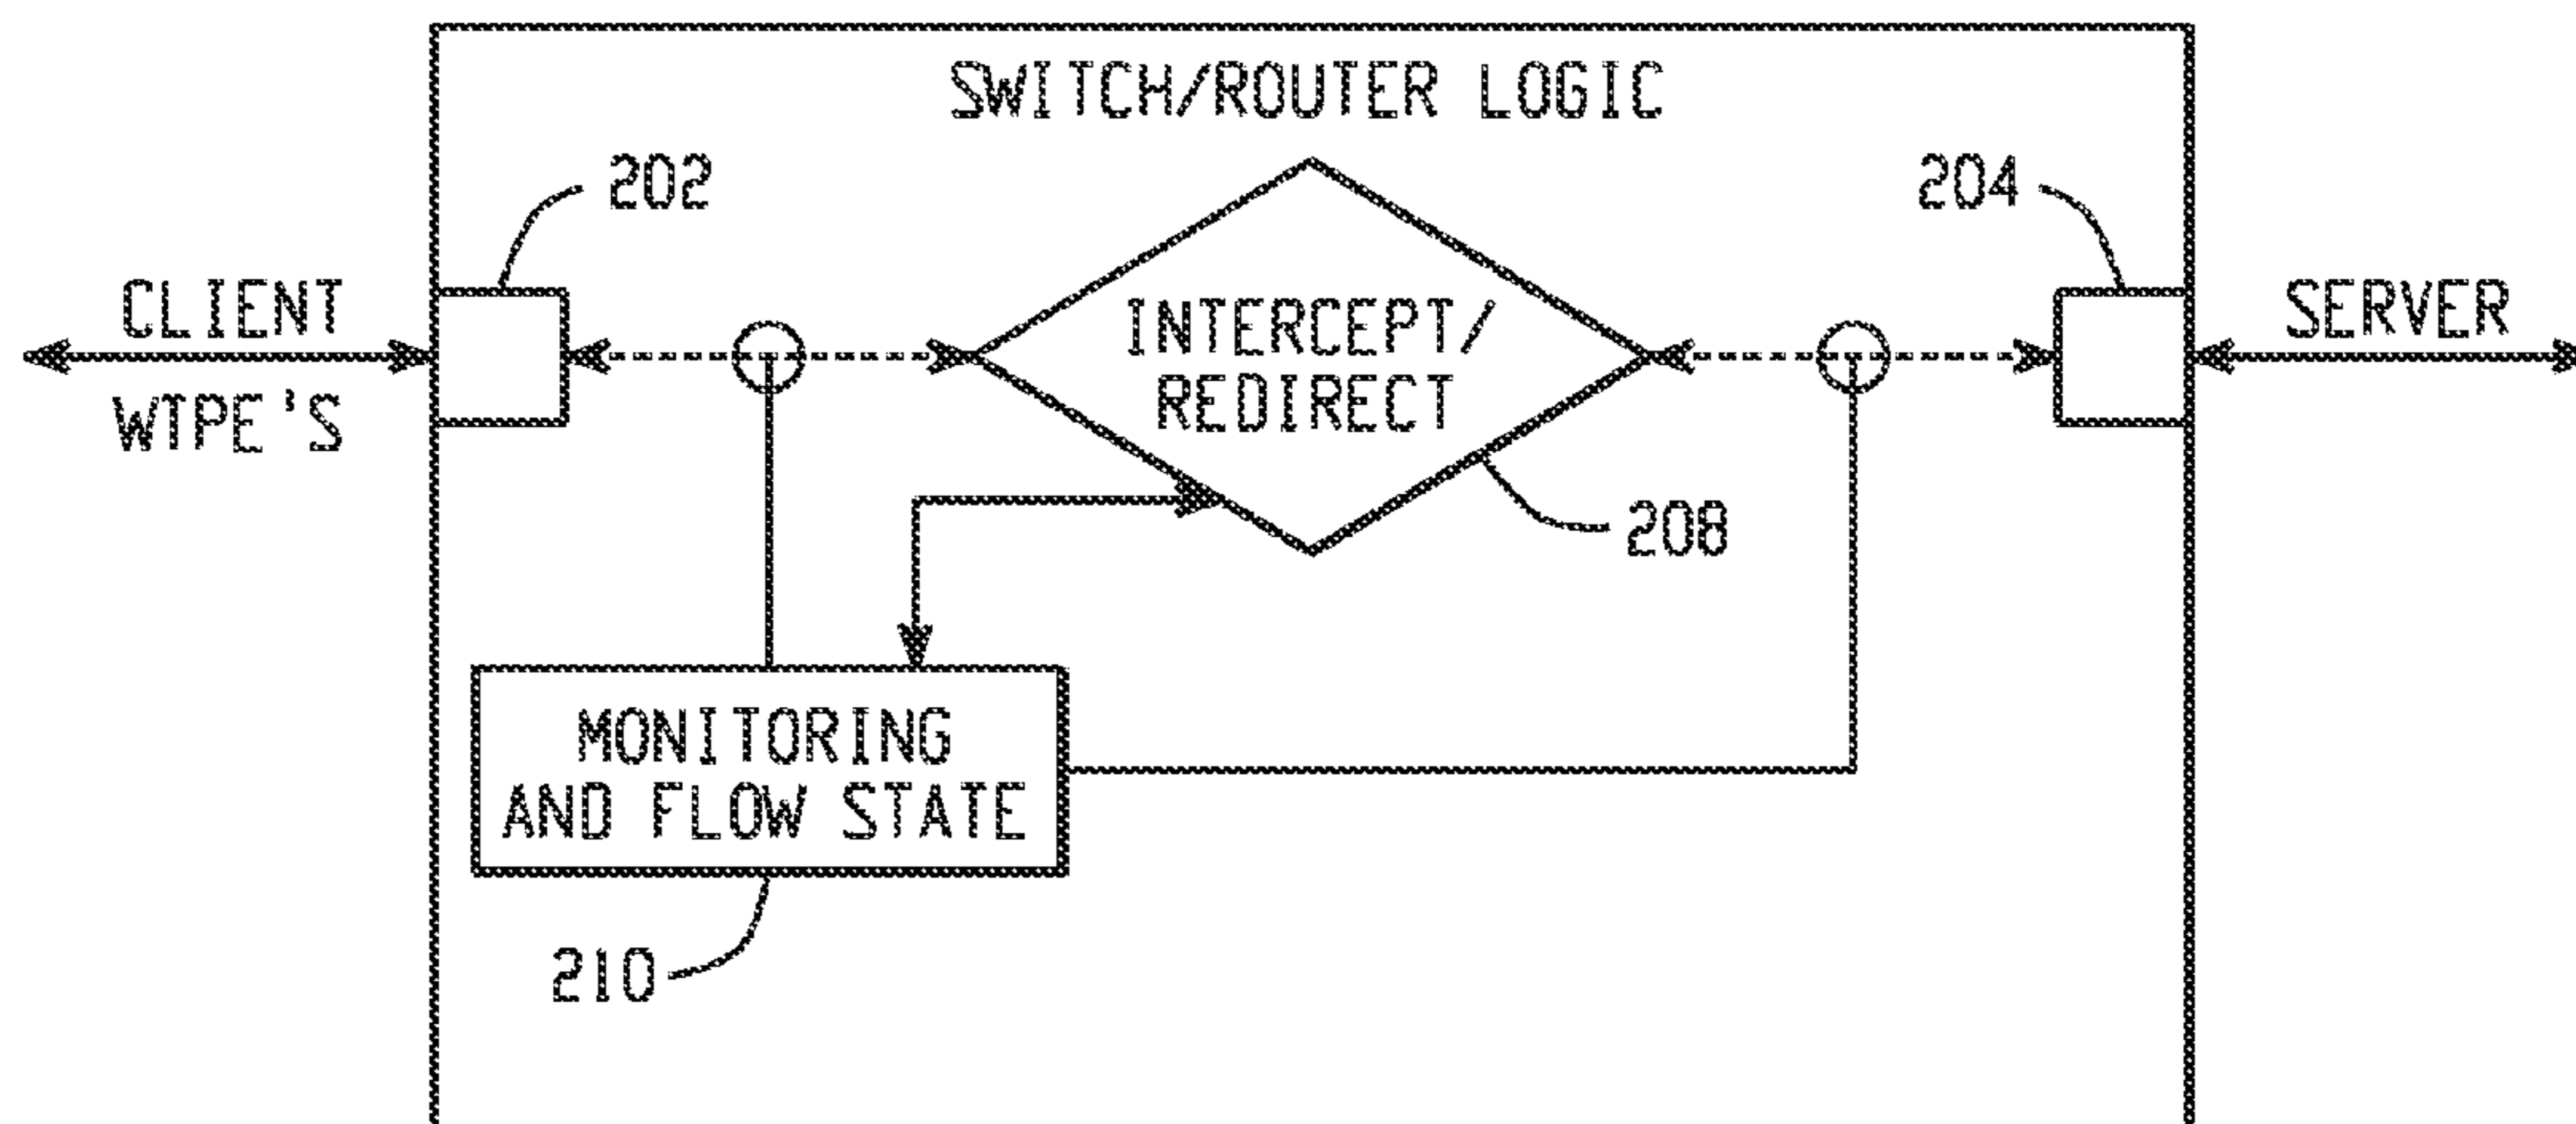 SWITCH/ROUTER LOGIC
202
204
CLIENT
WTPE'S
INTERCEPT/
REDIRECT
SERVER
208
MONITORING
AND FLOW STATE
210